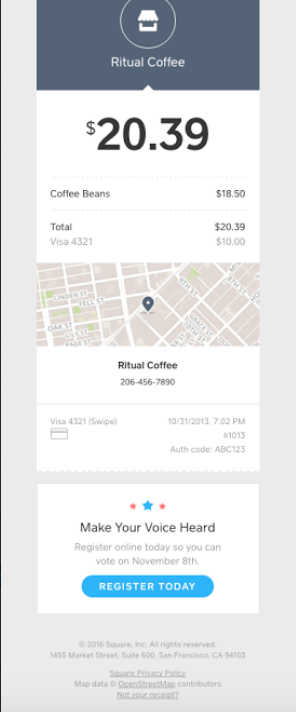 Ritual Coffee
$20.39
Coffee Beans $18.50
Total $20.39
Visa 4321 $10.00
LINDEN ST
FELL ST
OAK ST
Ritual Coffee
206-456-7890
Visa 4321 (Swipe) 10/31/2013, 7:02 PM
#1013
Auth code: ABC123
Make Your Voice Heard
Register online today so you can
vote on November 8th.
REGISTER TODAY
© 2016 Square, Inc. All rights reserved.
1455 Market Street, Suite 600, San Francisco, CA 94103
Square Privacy Policy
Map data © OpenStreetMap contributors
Not your receipt?